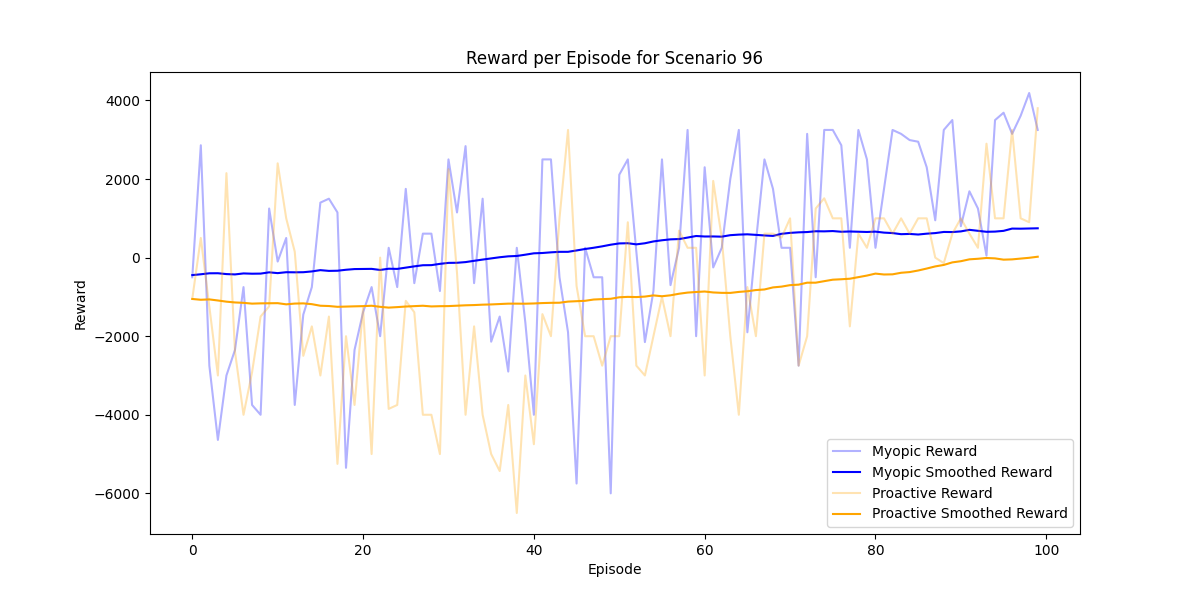 Reward per Episode for Scenario 96
Reward
4000
2000
0
−2000
−4000
−6000
0
20
40
60
80
100
Episode
Myopic Reward
Myopic Smoothed Reward
Proactive Reward
Proactive Smoothed Reward